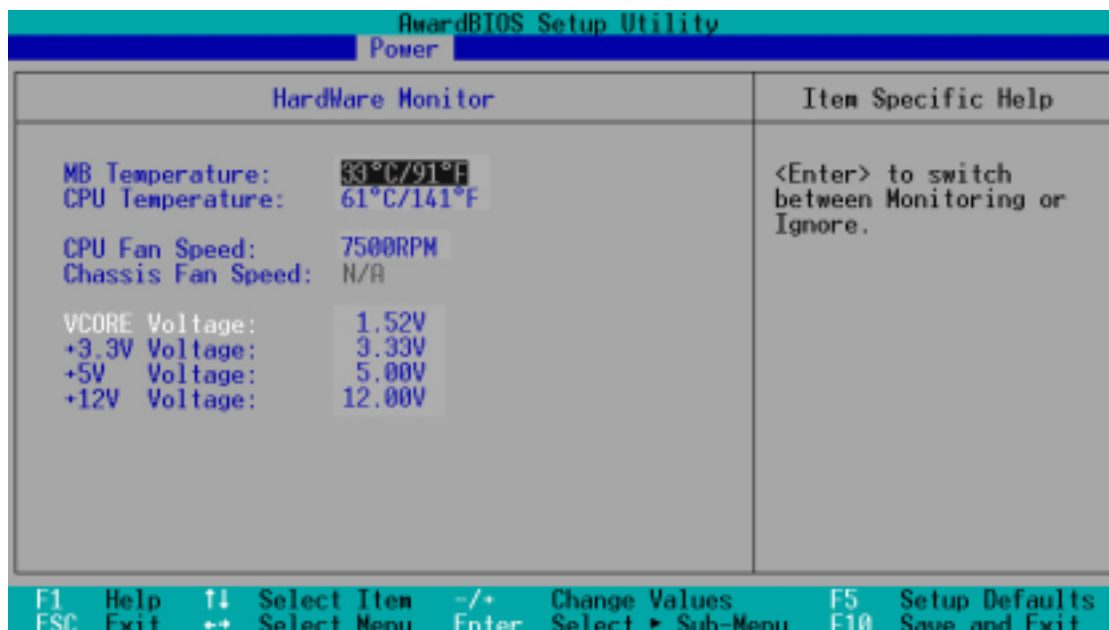 AwardBIOS Setup Utility
Power
HardWare Monitor
Item Specific Help
MB Temperature: 33°C/91°F
CPU Temperature: 61°C/141°F
CPU Fan Speed: 7500RPM
Chassis Fan Speed: N/A
VCORE Voltage: 1.52V
+3.3V Voltage: 3.33V
+5V Voltage: 5.00V
+12V Voltage: 12.00V
<Enter> to switch
between Monitoring or
Ignore.
F1 Help ↑↓ Select Item -/+ Change Values F5 Setup Defaults
ESC Exit ←→ Select Menu Enter Select ► Sub-Menu F10 Save and Exit